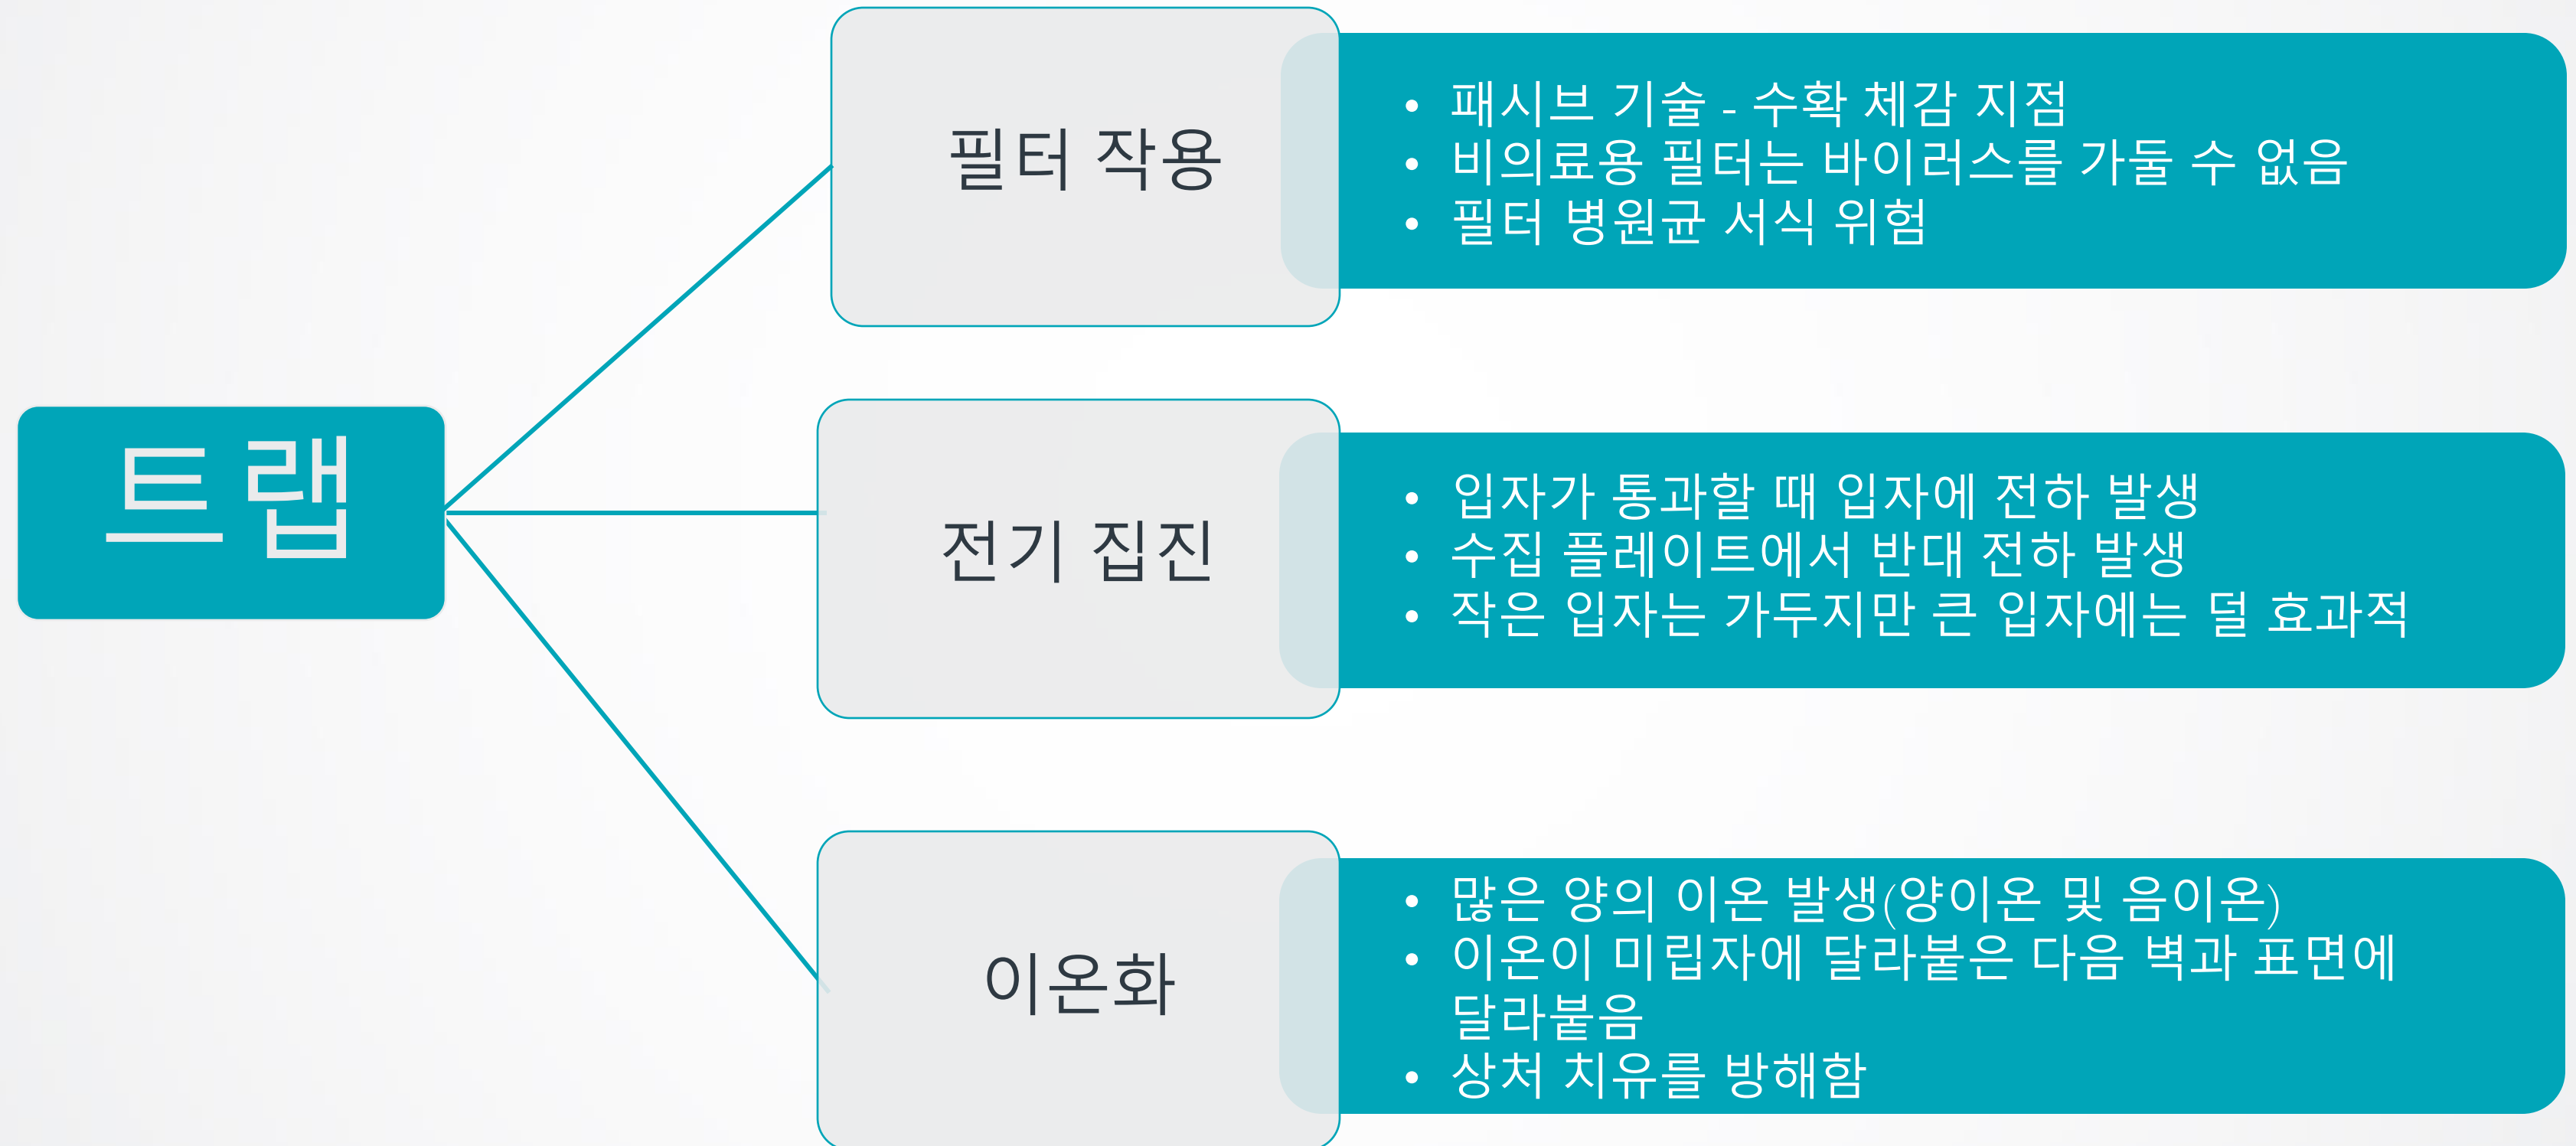 트랩
필터 작용
• 패시브 기술 - 수확 체감 지점
• 비의료용 필터는 바이러스를 가둘 수 없음
• 필터 병원균 서식 위험
전기 집진
• 입자가 통과할 때 입자에 전하 발생
• 수집 플레이트에서 반대 전하 발생
• 작은 입자는 가두지만 큰 입자에는 덜 효과적
이온화
• 많은 양의 이온 발생(양이온 및 음이온)
• 이온이 미립자에 달라붙은 다음 벽과 표면에
달라붙음
• 상처 치유를 방해함